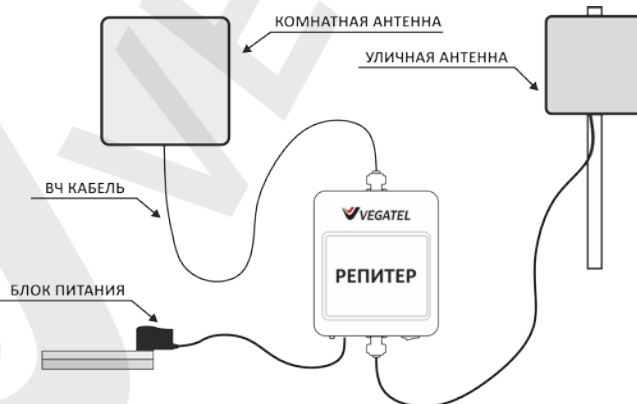 КОМНАТНАЯ АНТЕННА
УЛИЧНАЯ АНТЕННА
ВЧ КАБЕЛЬ
VEGATEL
РЕПИТЕР
БЛОК ПИТАНИЯ